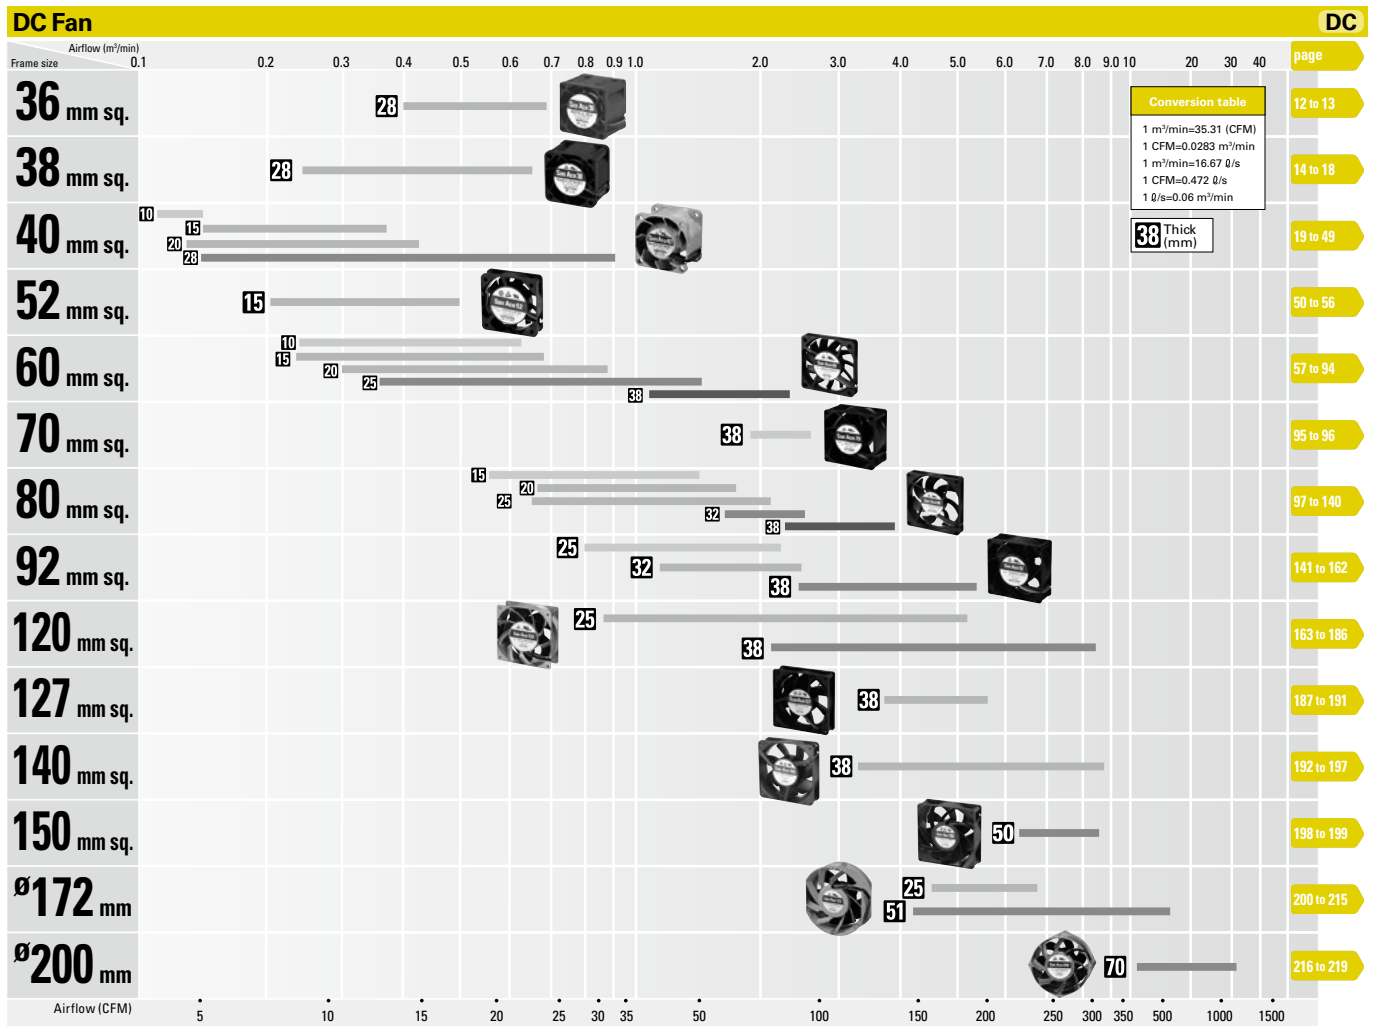 DC Fan
DC
Airflow (m³/min)
Frame size
0.1 0.2 0.3 0.4 0.5 0.6 0.7 0.8 0.9 1.0 2.0 3.0 4.0 5.0 6.0 7.0 8.0 9.0 10 20 30 40
page
36 mm sq.
28
12 to 13
Conversion table
1 m³/min=35.31 (CFM)
1 CFM=0.0283 m³/min
1 m³/min=16.67 ℓ/s
1 CFM=0.472 ℓ/s
1 ℓ/s=0.06 m³/min
38 Thick (mm)
38 mm sq.
28
14 to 18
40 mm sq.
10
15
20
28
19 to 49
52 mm sq.
15
50 to 56
60 mm sq.
10
15
20
25
38
57 to 94
70 mm sq.
38
95 to 96
80 mm sq.
15
20
25
32
38
97 to 140
92 mm sq.
25
32
38
141 to 162
120 mm sq.
25
38
163 to 186
127 mm sq.
38
187 to 191
140 mm sq.
38
192 to 197
150 mm sq.
50
198 to 199
ø172 mm
25
51
200 to 215
ø200 mm
70
216 to 219
Airflow (CFM)
5 10 15 20 25 30 35 50 100 150 200 250 300 350 500 1000 1500